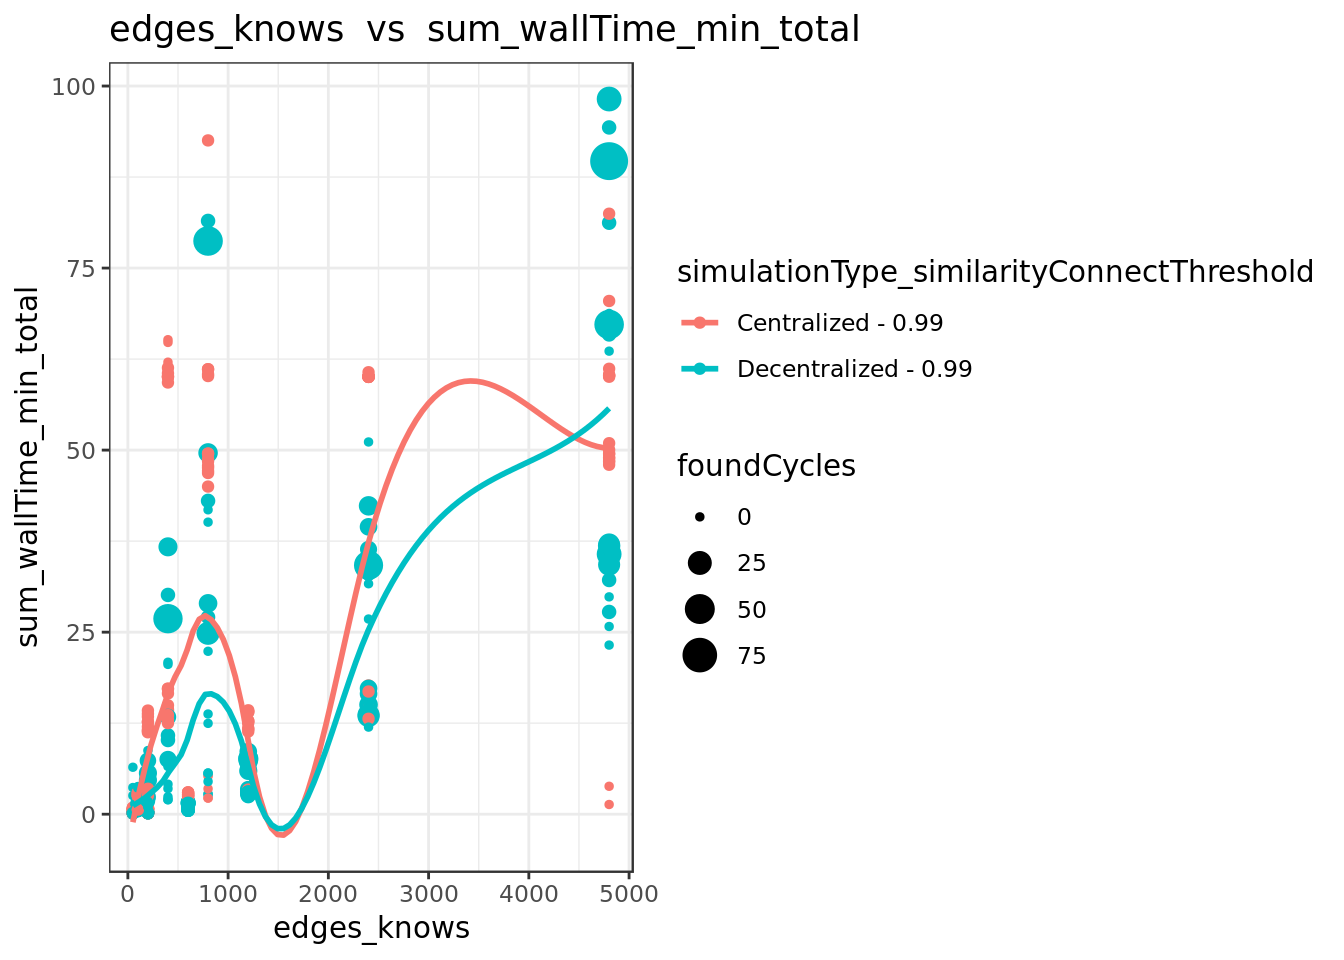 edges_knows  vs  sum_wallTime_min_total
100
75
50
25
0
sum_wallTime_min_total
0 1000 2000 3000 4000 5000
edges_knows
simulationType_similarityConnectThreshold
Centralized - 0.99
Decentralized - 0.99
foundCycles
0
25
50
75